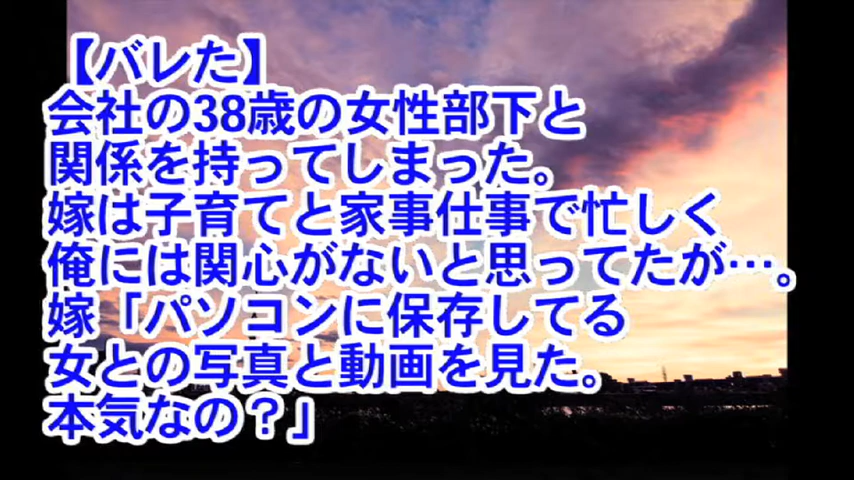 【バレた】
会社の38歳の女性部下と
関係を持ってしまった。
嫁は子育てと家事仕事で忙しく
俺には関心がないと思ってたが…。
嫁「パソコンに保存してる
女との写真と動画を見た。
本気なの？」